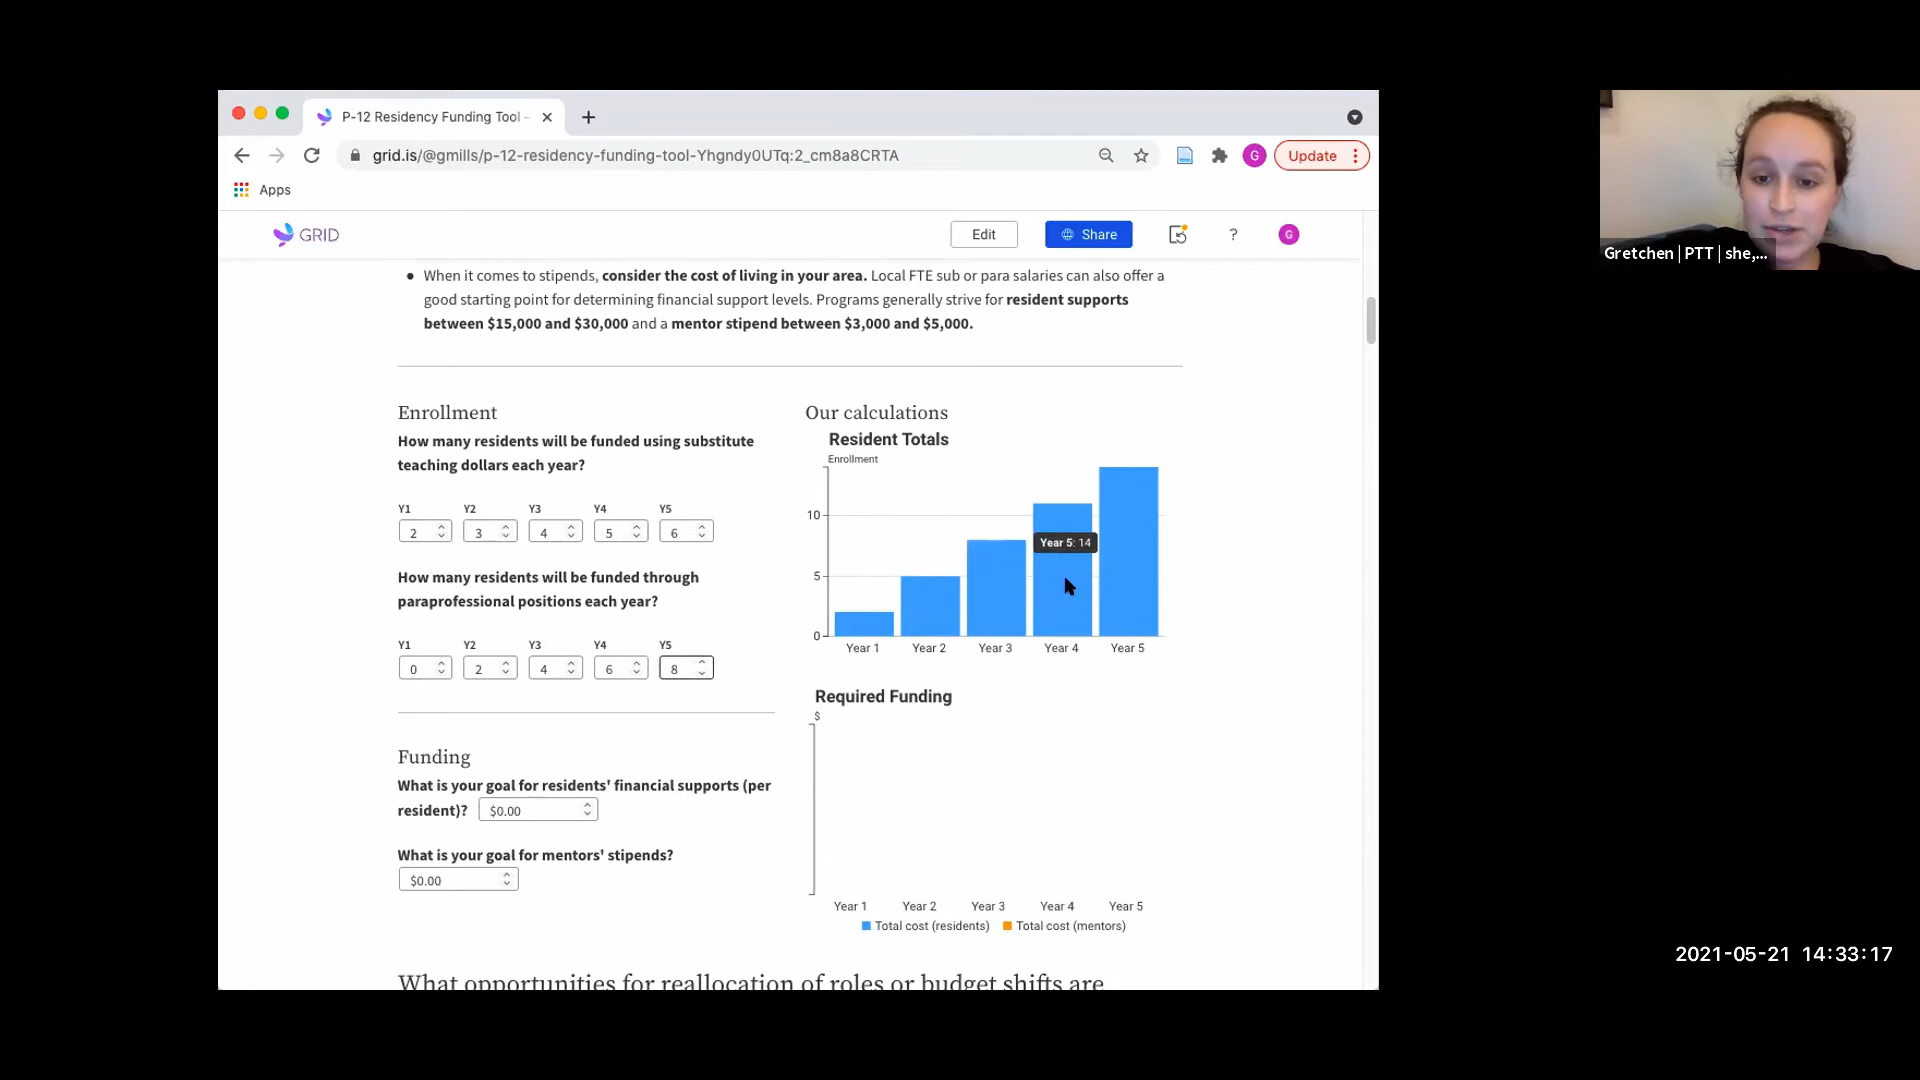 P-12 Residency Funding Tool -
grid.is/@gmills/p-12-residency-funding-tool-Yhgndy0UTq:2_cm8a8CRTA
G
Update
Apps
GRID
Edit
Share
?
G
When it comes to stipends, consider the cost of living in your area. Local FTE sub or para salaries can also offer a
good starting point for determining financial support levels. Programs generally strive for resident supports
between $15,000 and $30,000 and a mentor stipend between $3,000 and $5,000.
Enrollment
How many residents will be funded using substitute
teaching dollars each year?
Y1 Y2 Y3 Y4 Y5
2 3 4 5 6
How many residents will be funded through
paraprofessional positions each year?
Y1 Y2 Y3 Y4 Y5
0 2 4 6 8
Funding
What is your goal for residents' financial supports (per
resident)? $0.00
What is your goal for mentors' stipends?
$0.00
Our calculations
Resident Totals
Enrollment
10
5
0
Year 5: 14
Year 1 Year 2 Year 3 Year 4 Year 5
Required Funding
$
Year 1 Year 2 Year 3 Year 4 Year 5
Total cost (residents) Total cost (mentors)
What opportunities for reallocation of roles or budget shifts are
Gretchen | PTT | she,...
2021-05-21 14:33:17